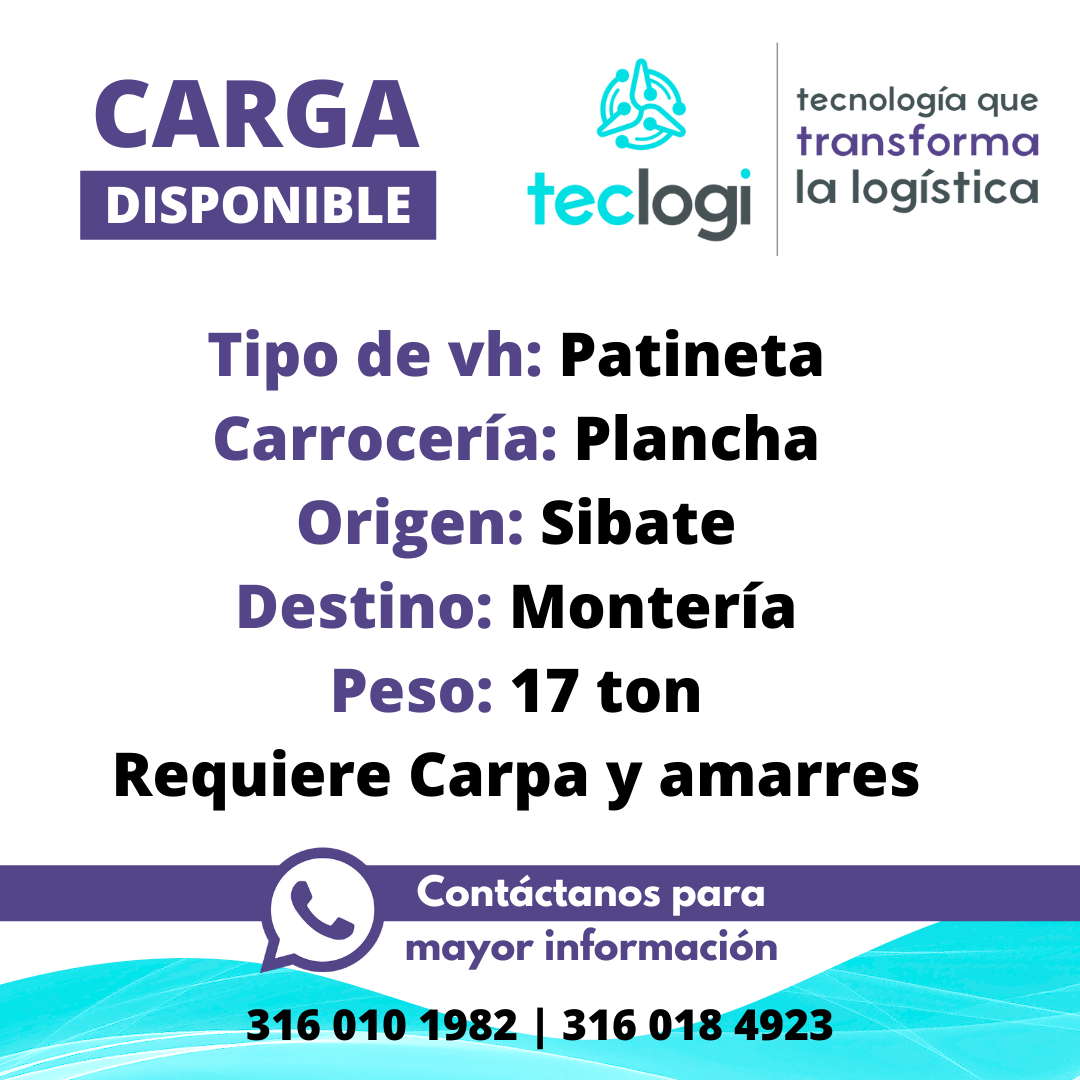 CARGA
DISPONIBLE
teclogi
tecnología que
transforma
la logística
Tipo de vh: Patineta
Carrocería: Plancha
Origen: Sibate
Destino: Montería
Peso: 17 ton
Requiere Carpa y amarres
Contáctanos para
mayor información
316 010 1982 | 316 018 4923